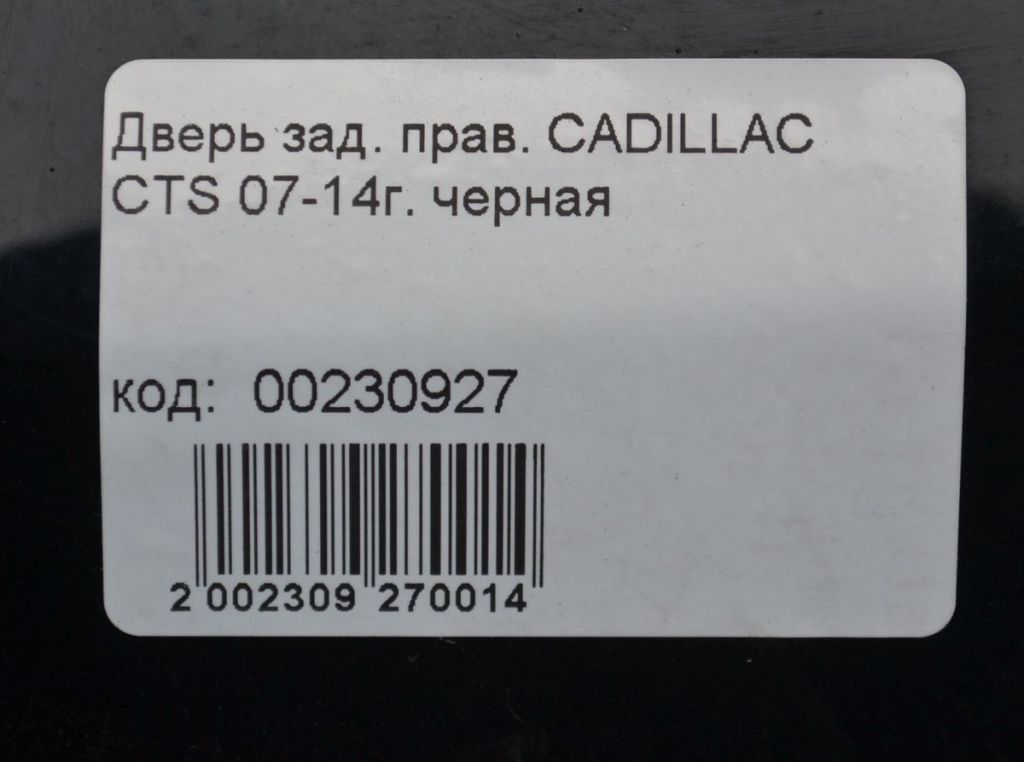 Дверь зад. прав. CADILLAC
CTS 07-14г. черная
код: 00230927
2 002309 270014